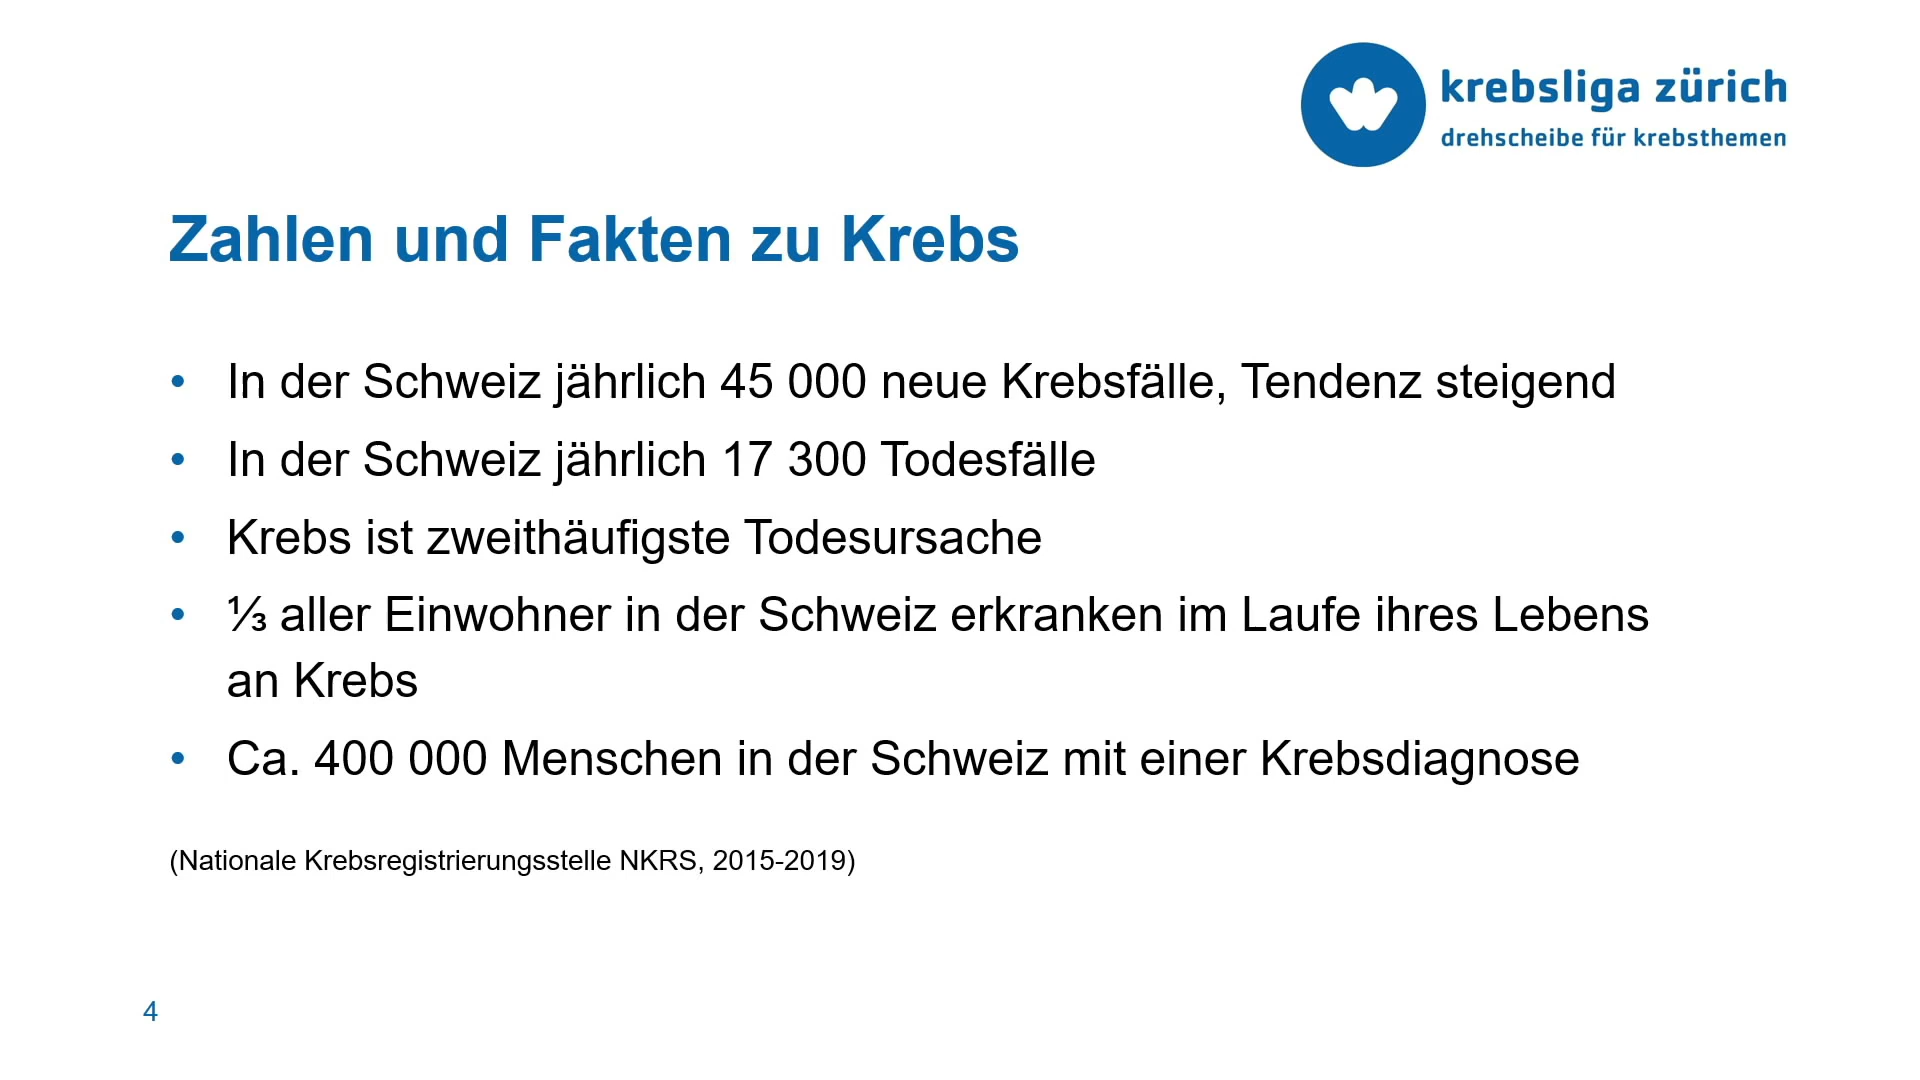 krebsliga zürich
drehscheibe für krebsthemen
Zahlen und Fakten zu Krebs
• In der Schweiz jährlich 45 000 neue Krebsfälle, Tendenz steigend
• In der Schweiz jährlich 17 300 Todesfälle
• Krebs ist zweithäufigste Todesursache
• ⅓ aller Einwohner in der Schweiz erkranken im Laufe ihres Lebens
an Krebs
• Ca. 400 000 Menschen in der Schweiz mit einer Krebsdiagnose
(Nationale Krebsregistrierungsstelle NKRS, 2015-2019)
4